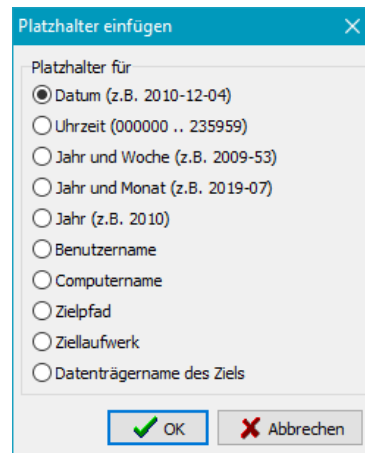 Platzhalter einfügen
Platzhalter für
Datum (z.B. 2010-12-04)
Uhrzeit (000000 .. 235959)
Jahr und Woche (z.B. 2009-53)
Jahr und Monat (z.B. 2019-07)
Jahr (z.B. 2010)
Benutzername
Computername
Zielpfad
Ziellaufwerk
Datenträgername des Ziels
OK Abbrechen